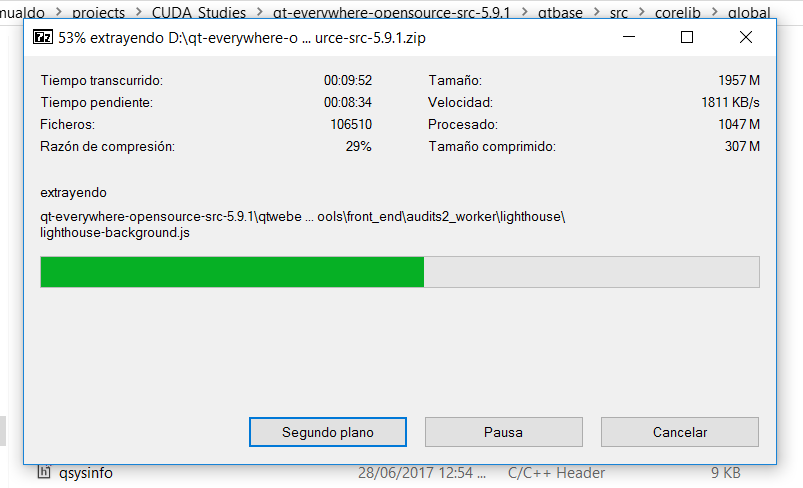 mualdo > projects > CUDA_Studies > qt-everywhere-opensource-src-5.9.1 > qtbase > src > corelib > global
53% extrayendo D:\qt-everywhere-o ... urce-src-5.9.1.zip
Tiempo transcurrido: 00:09:52 Tamaño: 1957 M
Tiempo pendiente: 00:08:34 Velocidad: 1811 KB/s
Ficheros: 106510 Procesado: 1047 M
Razón de compresión: 29% Tamaño comprimido: 307 M
extrayendo
qt-everywhere-opensource-src-5.9.1\qtwebe ... ools\front_end\audits2_worker\lighthouse\
lighthouse-background.js
Segundo plano Pausa Cancelar
qsysinfo 28/06/2017 12:54 ... C/C++ Header 9 KB